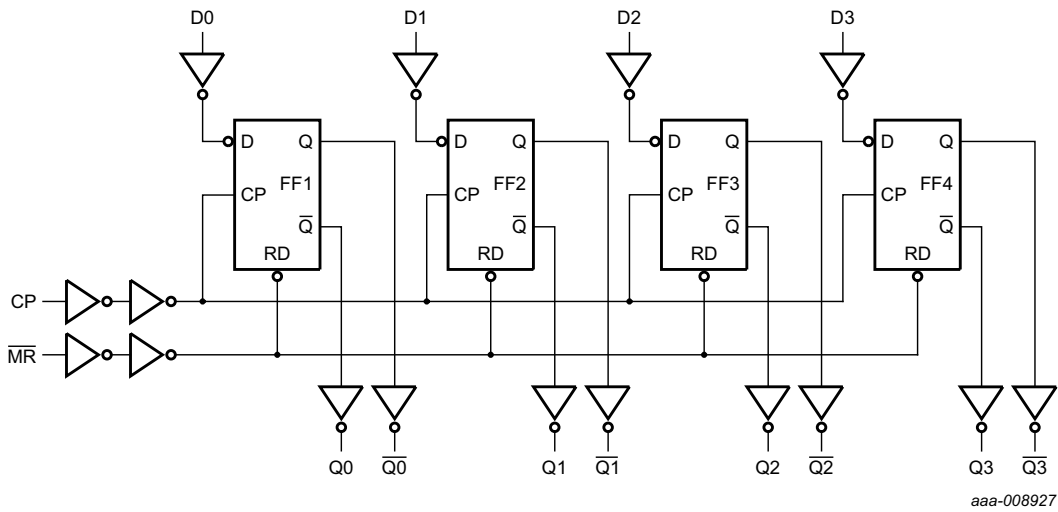 D0 D1 D2 D3
D Q D Q D Q D Q
FF1 FF2 FF3 FF4
CP CP CP CP
Q̅ Q̅ Q̅ Q̅
RD RD RD RD
CP
M̅R̅
Q0 Q̅0̅ Q1 Q̅1̅ Q2 Q̅2̅ Q3 Q̅3̅
aaa-008927